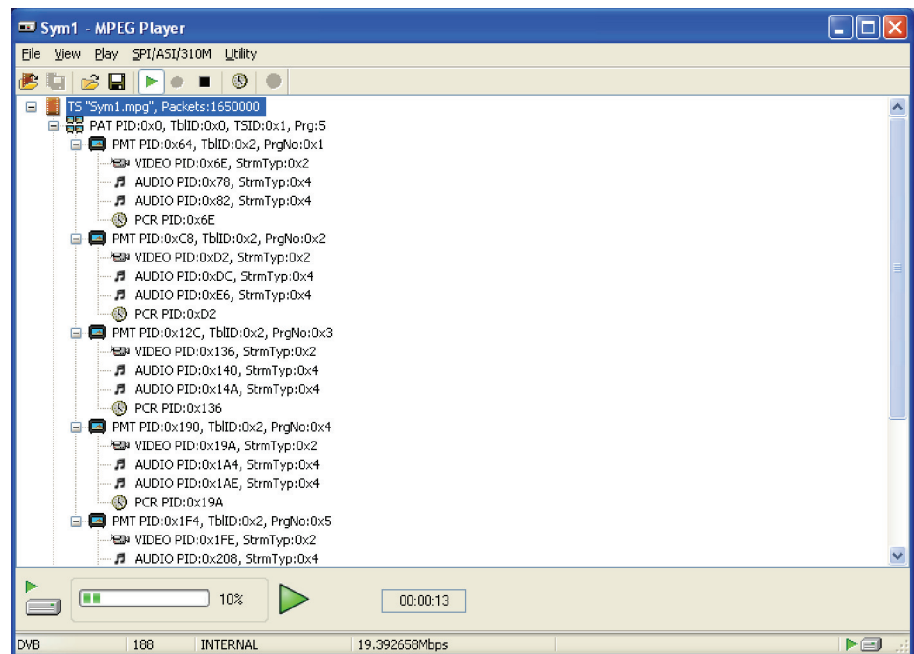 Sym1 - MPEG Player
File View Play SPI/ASI/310M Utility
TS "Sym1.mpg", Packets:1650000
PAT PID:0x0, TblID:0x0, TSID:0x1, Prg:5
PMT PID:0x64, TblID:0x2, PrgNo:0x1
VIDEO PID:0x6E, StrmTyp:0x2
AUDIO PID:0x78, StrmTyp:0x4
AUDIO PID:0x82, StrmTyp:0x4
PCR PID:0x6E
PMT PID:0xC8, TblID:0x2, PrgNo:0x2
VIDEO PID:0xD2, StrmTyp:0x2
AUDIO PID:0xDC, StrmTyp:0x4
AUDIO PID:0xE6, StrmTyp:0x4
PCR PID:0xD2
PMT PID:0x12C, TblID:0x2, PrgNo:0x3
VIDEO PID:0x136, StrmTyp:0x2
AUDIO PID:0x140, StrmTyp:0x4
AUDIO PID:0x14A, StrmTyp:0x4
PCR PID:0x136
PMT PID:0x190, TblID:0x2, PrgNo:0x4
VIDEO PID:0x19A, StrmTyp:0x2
AUDIO PID:0x1A4, StrmTyp:0x4
AUDIO PID:0x1AE, StrmTyp:0x4
PCR PID:0x19A
PMT PID:0x1F4, TblID:0x2, PrgNo:0x5
VIDEO PID:0x1FE, StrmTyp:0x2
AUDIO PID:0x208, StrmTyp:0x4
10% 00:00:13
DVB 188 INTERNAL 19.392658Mbps